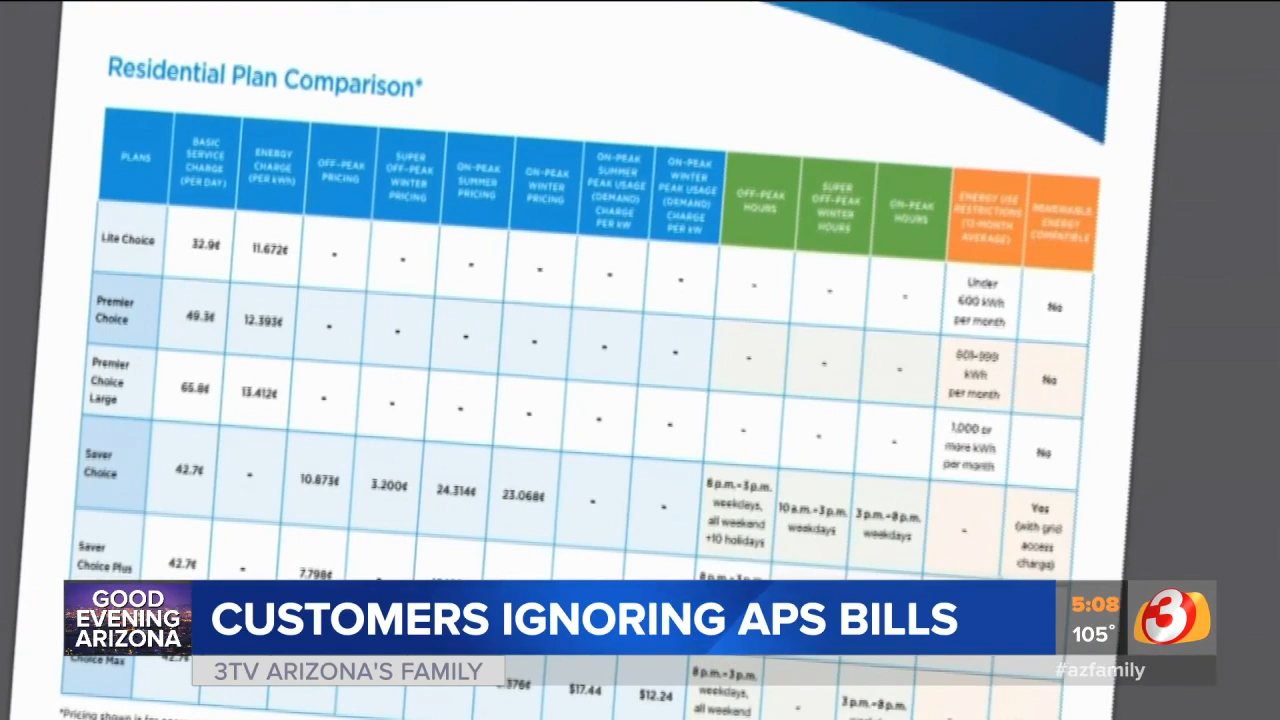 Residential Plan Comparison*
PLANS
BASIC
SERVICE
CHARGE
(PER DAY)
ENERGY
CHARGE
(PER kWh)
OFF-PEAK
PRICING
SUPER
OFF-PEAK
WINTER
PRICING
ON-PEAK
SUMMER
PRICING
ON-PEAK
WINTER
PRICING
ON-PEAK
SUMMER
PEAK USAGE
(DEMAND)
CHARGE
PER kW
ON-PEAK
WINTER
PEAK USAGE
(DEMAND)
CHARGE
PER kW
OFF-PEAK
HOURS
SUPER
OFF-PEAK
WINTER
HOURS
ON-PEAK
HOURS
ENERGY USE
RESTRICTIONS
(12-MONTH
AVERAGE)
RENEWABLE
ENERGY
COMPATIBLE
Lite Choice
32.9¢
11.672¢
- - - - - - - - -
Under
600 kWh
per month
No
Premier
Choice
49.3¢
12.393¢
- - - - - - - - -
601-999
kWh
per month
No
Premier
Choice
Large
65.8¢
13.412¢
- - - - - - - - -
1,000 or
more kWh
per month
No
Saver
Choice
42.7¢
-
10.873¢
3.200¢
24.314¢
23.068¢
- -
8 p.m.-3 p.m.
weekdays,
all weekend
+10 holidays
10 a.m.-3 p.m.
weekdays
3 p.m.-8 p.m.
weekdays
-
Yes
(with grid
access
charge)
Saver
Choice Plus
42.7¢
-
7.798¢
-
8 p.m.-3 p.m.
Choice Max
42.7¢
$17.44
$12.24
8 p.m.-3 p.m.
weekdays,
all weekend
-
3 p.m.-8 p.m.
weekdays
*Pricing shown is for
GOOD
EVENING
ARIZONA
CUSTOMERS IGNORING APS BILLS
3TV ARIZONA'S FAMILY
5:08
105°
3
#azfamily